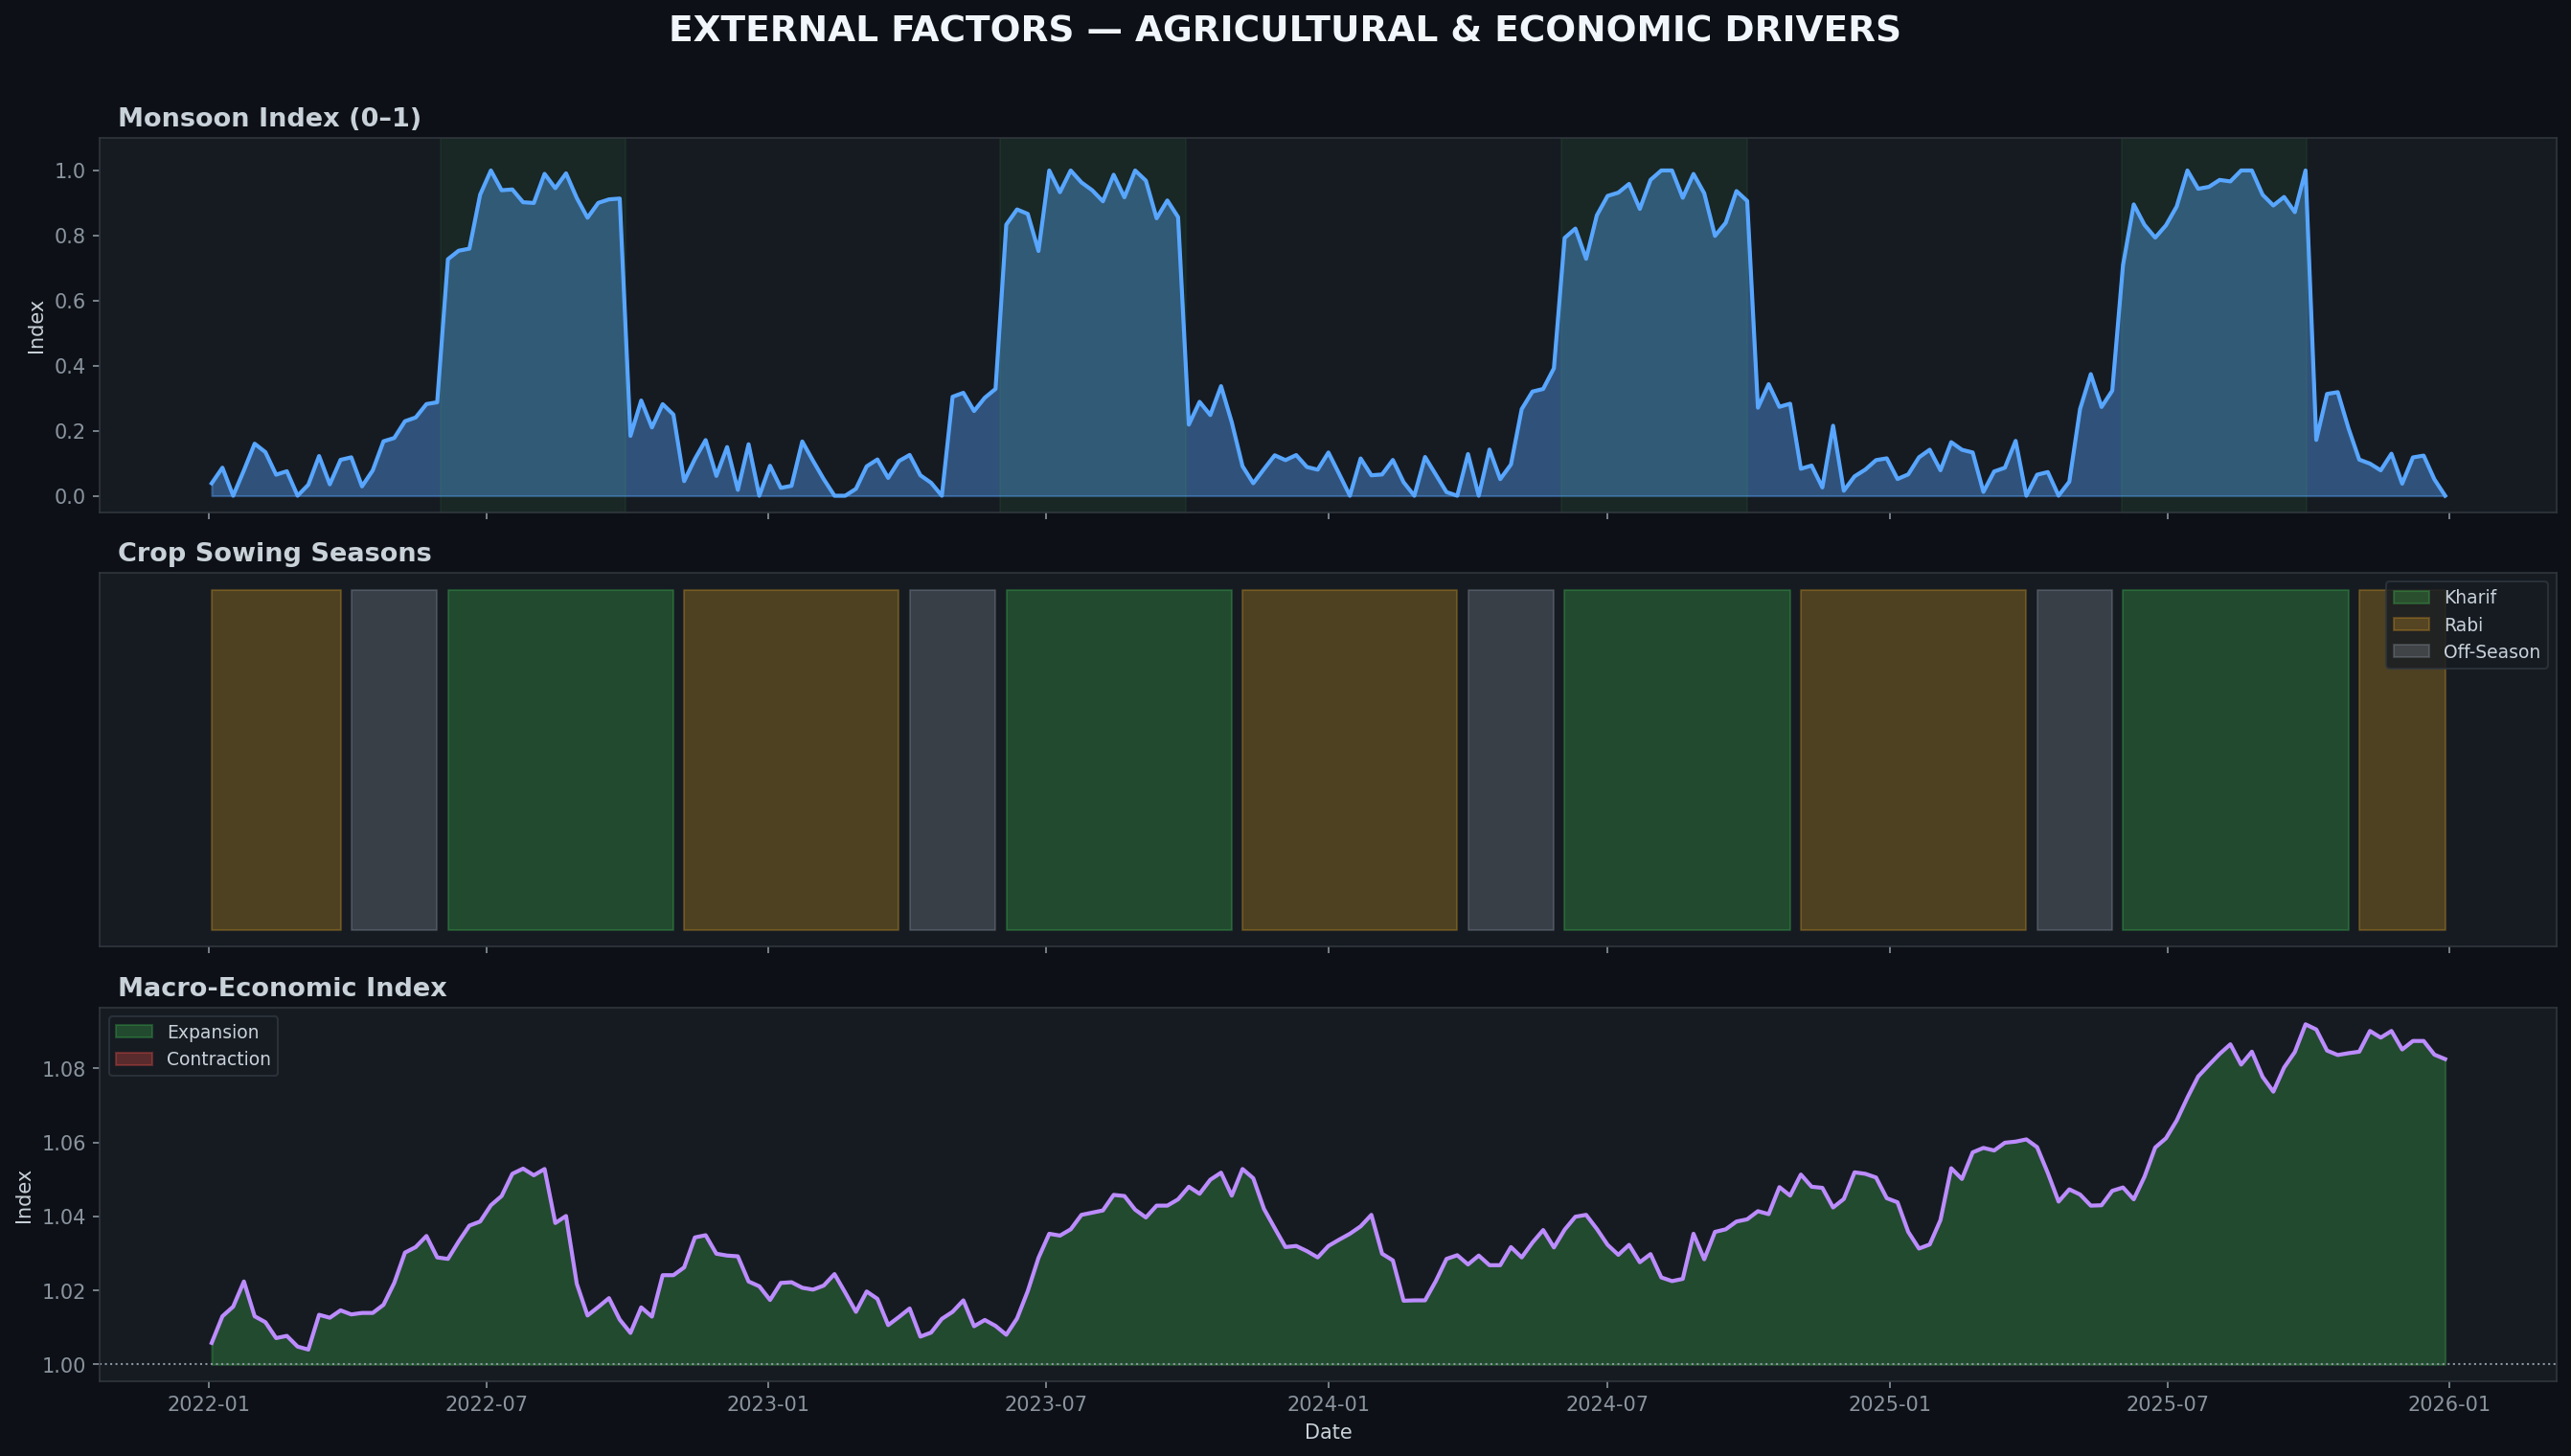 EXTERNAL FACTORS — AGRICULTURAL & ECONOMIC DRIVERS
Monsoon Index (0–1)
Index
1.0
0.8
0.6
0.4
0.2
0.0
Crop Sowing Seasons
Kharif
Rabi
Off-Season
Macro-Economic Index
Expansion
Contraction
Index
1.08
1.06
1.04
1.02
1.00
2022-01 2022-07 2023-01 2023-07 2024-01 2024-07 2025-01 2025-07 2026-01
Date